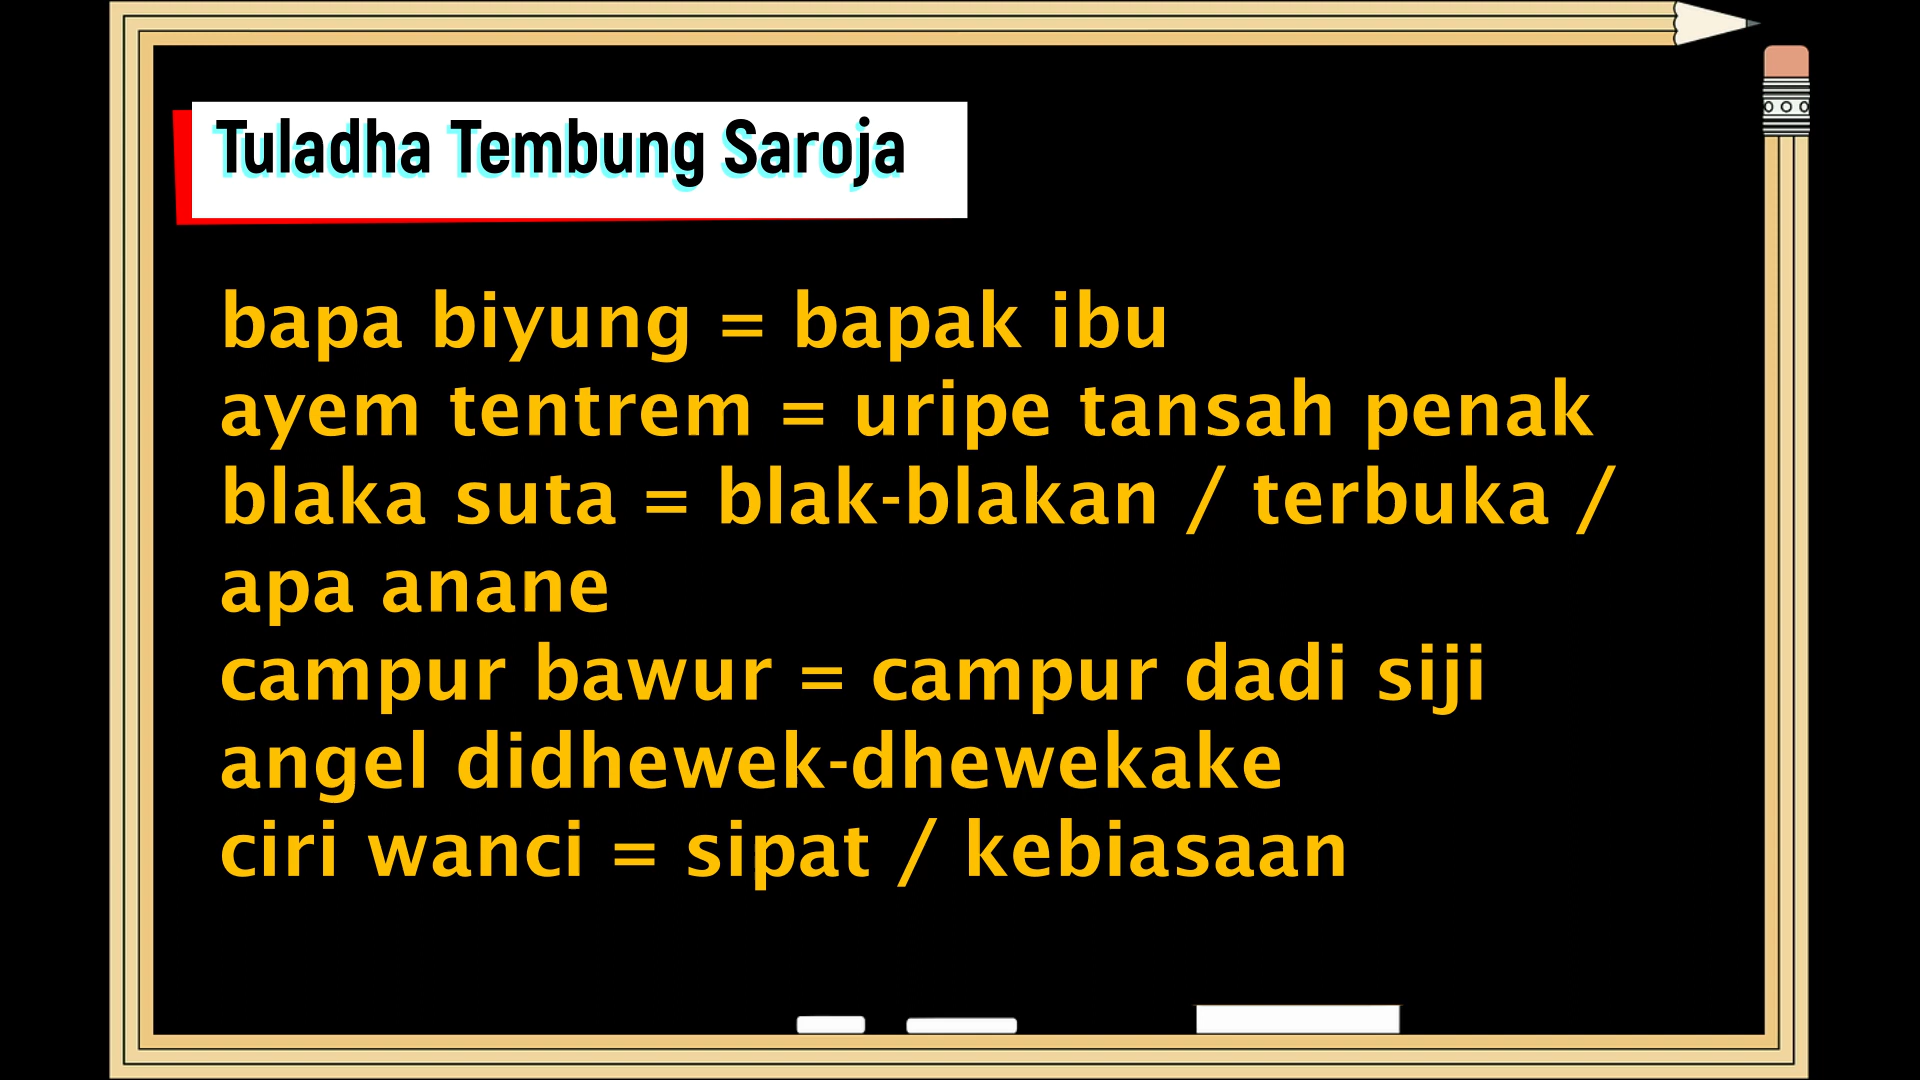 Tuladha Tembung Saroja
bapa biyung = bapak ibu
ayem tentrem = uripe tansah penak
blaka suta = blak-blakan / terbuka /
apa anane
campur bawur = campur dadi siji
angel didhewek-dhewekake
ciri wanci = sipat / kebiasaan